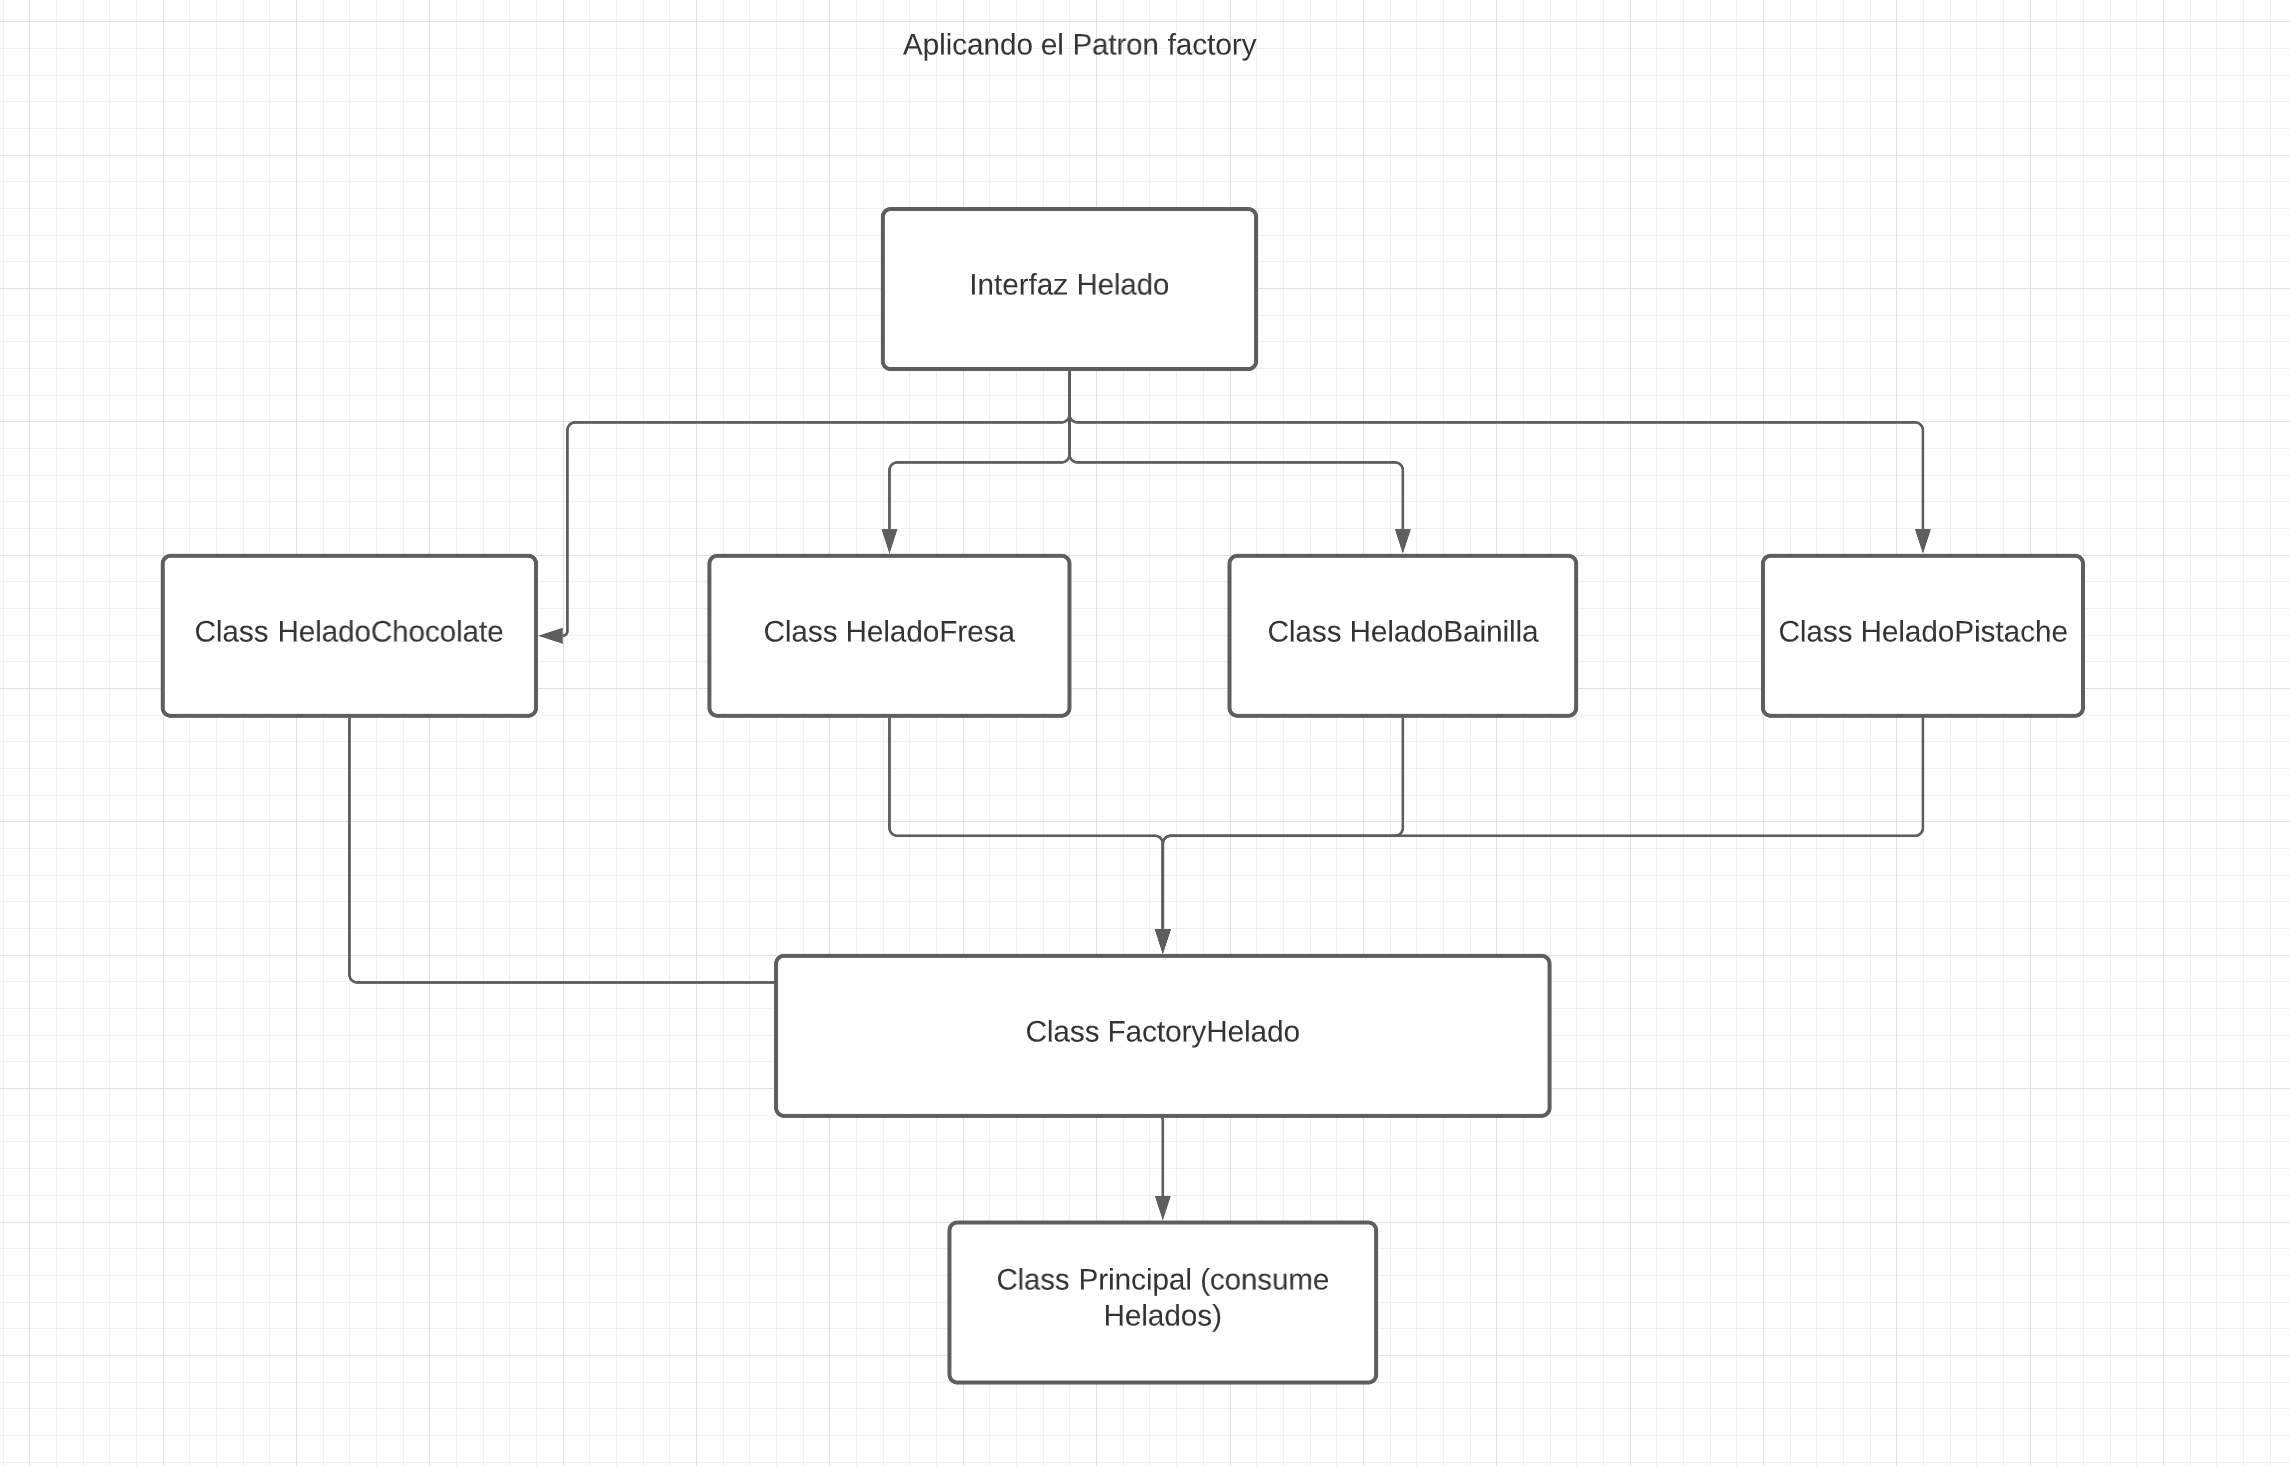 Aplicando el Patron factory
Interfaz Helado
Class HeladoChocolate
Class HeladoFresa
Class HeladoBainilla
Class HeladoPistache
Class FactoryHelado
Class Principal (consume
Helados)